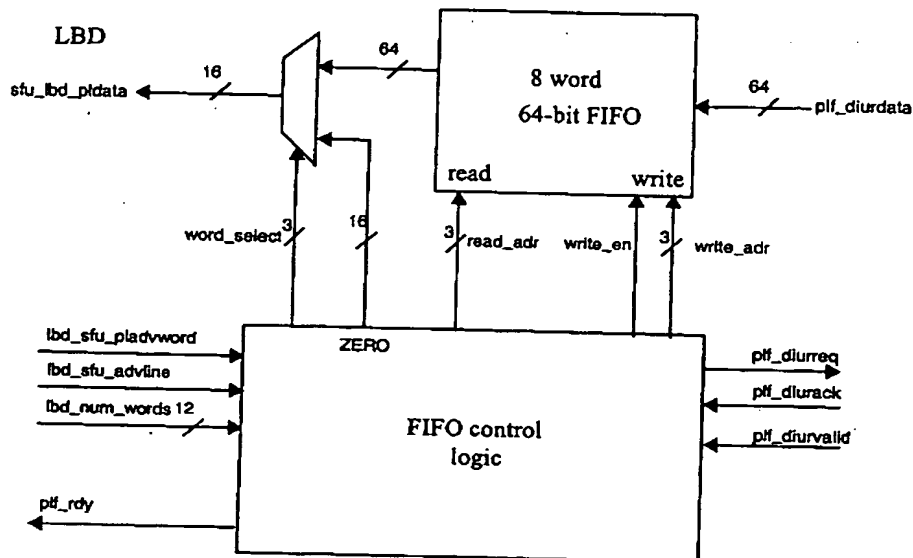 LBD
64
8 word
16
64
sfu_lbd_pldata
64-bit FIFO
plf_diurdata
read
write
word_select
3
16
3
read_adr
write_en
3
write_adr
lbd_sfu_pladvword
ZERO
plf_diurreq
lbd_sfu_advline
plf_diurack
lbd_num_words 12
FIFO control
plf_diurvalid
logic
plf_rdy